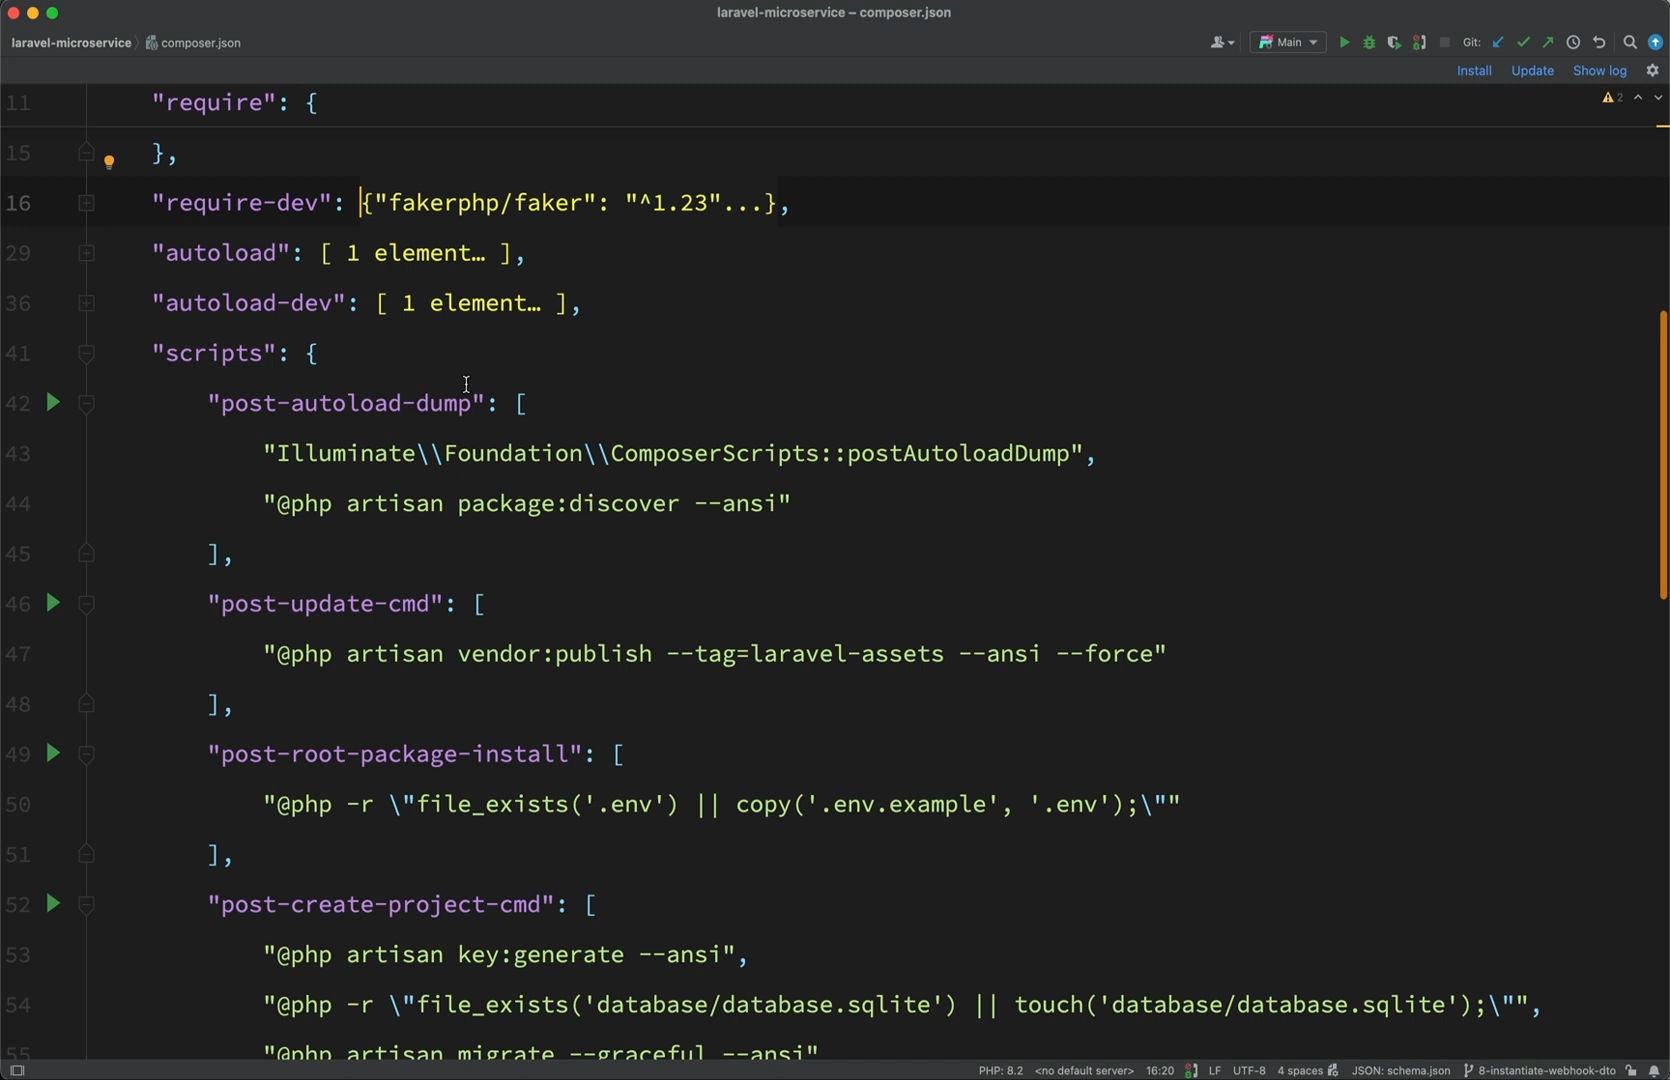 laravel-microservice – composer.json
laravel-microservice composer.json Main Git:
Install Update Show log
11 "require": { 2
15 },
16 "require-dev": {"fakerphp/faker": "^1.23"...},
29 "autoload": [ 1 element… ],
36 "autoload-dev": [ 1 element… ],
41 "scripts": {
42 "post-autoload-dump": [
43 "Illuminate\\Foundation\\ComposerScripts::postAutoloadDump",
44 "@php artisan package:discover --ansi"
45 ],
46 "post-update-cmd": [
47 "@php artisan vendor:publish --tag=laravel-assets --ansi --force"
48 ],
49 "post-root-package-install": [
50 "@php -r \"file_exists('.env') || copy('.env.example', '.env');\""
51 ],
52 "post-create-project-cmd": [
53 "@php artisan key:generate --ansi",
54 "@php -r \"file_exists('database/database.sqlite') || touch('database/database.sqlite');\"",
55 "@php artisan migrate --graceful --ansi"
PHP: 8.2 <no default server> 16:20 LF UTF-8 4 spaces JSON: schema.json 8-instantiate-webhook-dto